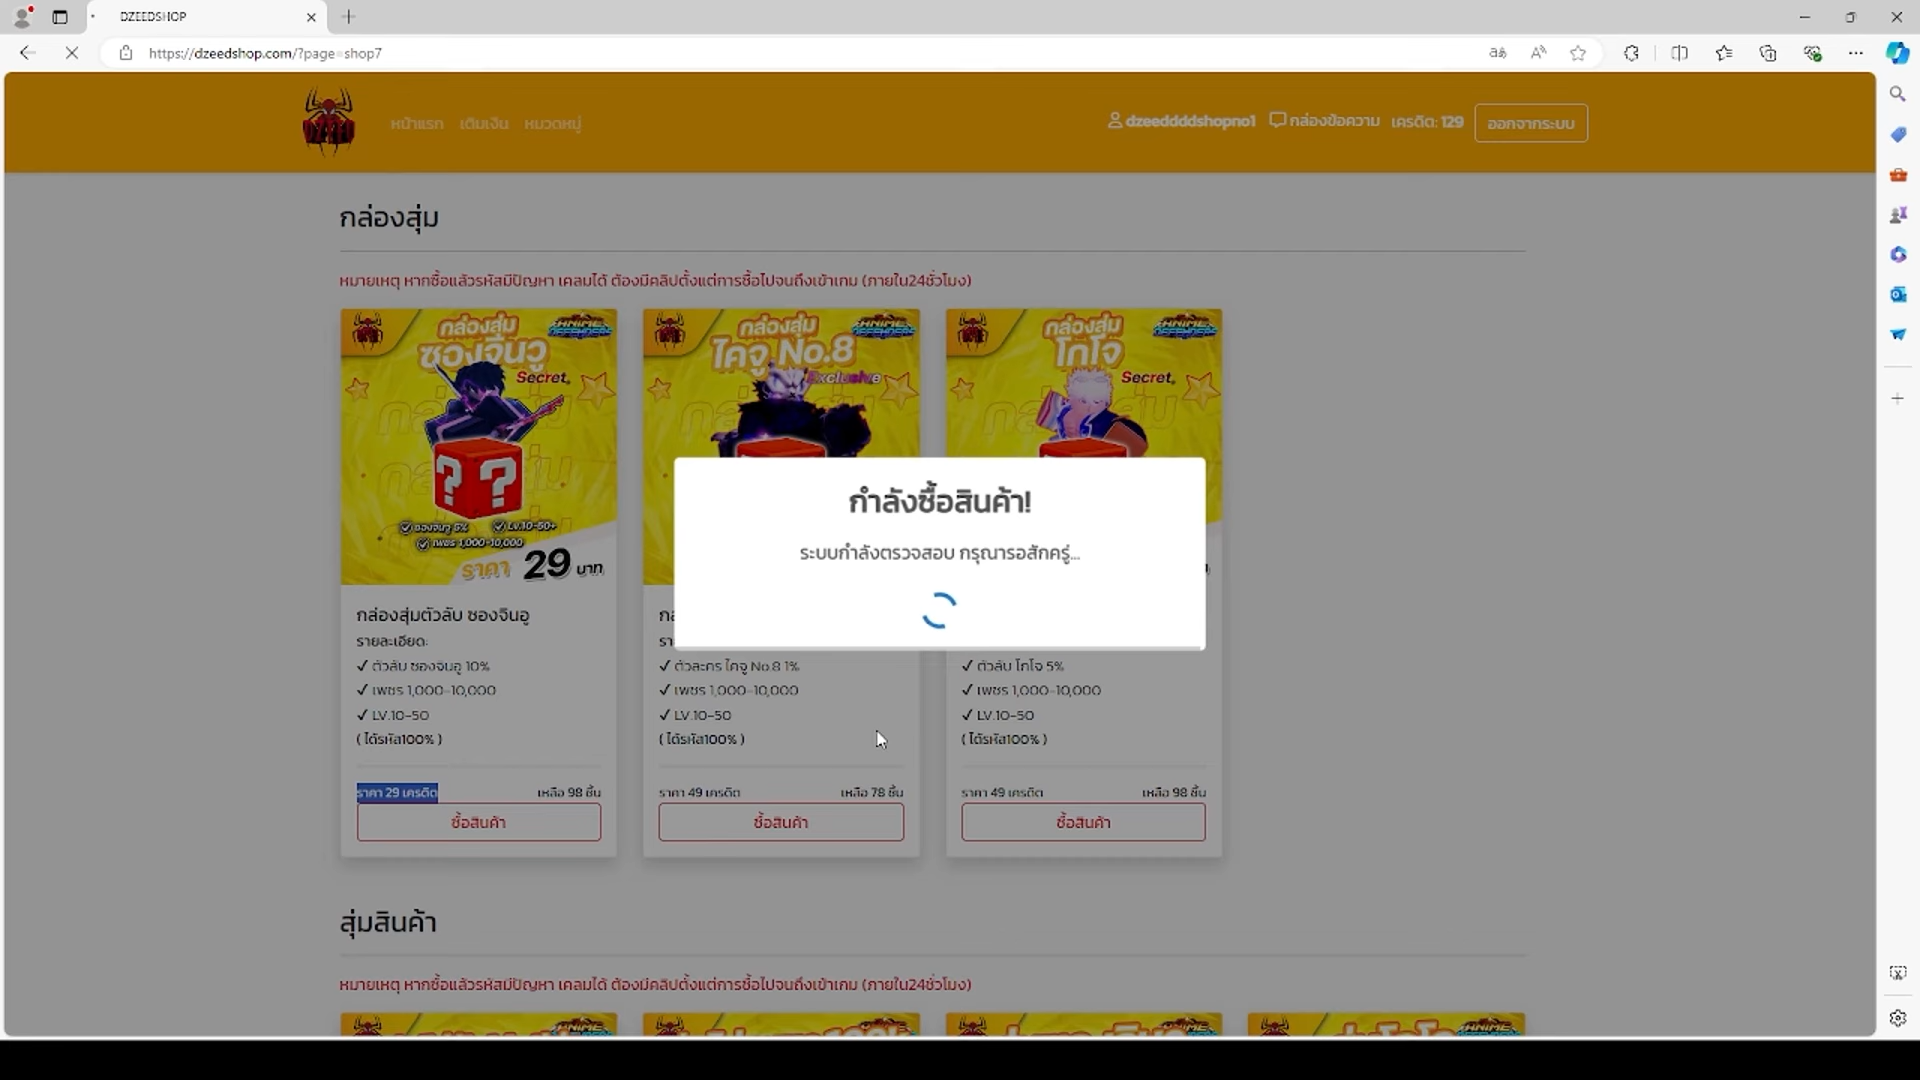 DZEEDSHOP
https://dzeedshop.com/?page=shop7
หน้าแรก เติมเงิน หมวดหมู่
dzeeddddshopno1 กล่องข้อความ เครดิต: 129 ออกจากระบบ
กล่องสุ่ม
หมายเหตุ หากซื้อแล้วรหัสมีปัญหา เคลมได้ ต้องมีคลิปตั้งแต่การซื้อไปจนถึงเข้าเกม (ภายใน24ชั่วโมง)
กล่องสุ่ม
ซองจินวู
Secret
ซองจินวู 5% Lv.10-50+
เพชร 1,000-10,000
ราคา 29 บาท
กล่องสุ่ม
ไคจู No.8
Exclusive
กล่องสุ่ม
โกโจ
Secret
กำลังซื้อสินค้า!
ระบบกำลังตรวจสอบ กรุณารอสักครู่...
กล่องสุ่มตัวลับ ซองจินอู
รายละเอียด:
✓ ตัวลับ ซองจินอู 10%
✓ เพชร 1,000-10,000
✓ LV.10-50
( ได้รหัส100% )
ราคา 29 เครดิต เหลือ 98 ชิ้น
ซื้อสินค้า
✓ ตัวละคร ไคจู No.8 1%
✓ เพชร 1,000-10,000
✓ LV.10-50
( ได้รหัส100% )
ราคา 49 เครดิต เหลือ 78 ชิ้น
ซื้อสินค้า
✓ ตัวลับ โกโจ 5%
✓ เพชร 1,000-10,000
✓ LV.10-50
( ได้รหัส100% )
ราคา 49 เครดิต เหลือ 98 ชิ้น
ซื้อสินค้า
สุ่มสินค้า
หมายเหตุ หากซื้อแล้วรหัสมีปัญหา เคลมได้ ต้องมีคลิปตั้งแต่การซื้อไปจนถึงเข้าเกม (ภายใน24ชั่วโมง)